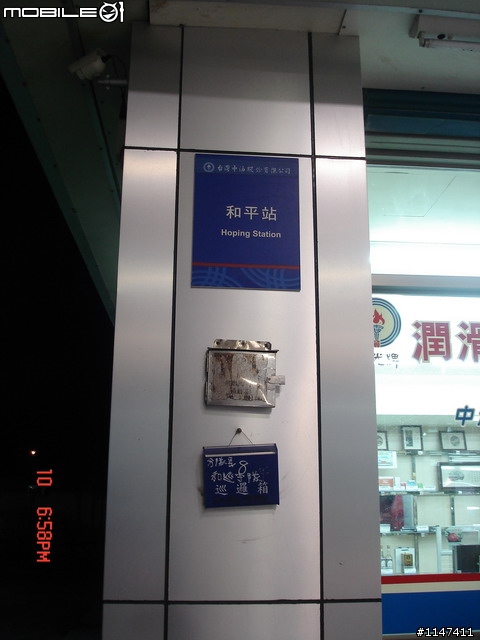 MOBILE01
台灣中油股份有限公司
和平站
Hoping Station
潤滑
中
巡邏箱
10 6:58PM
#1147411